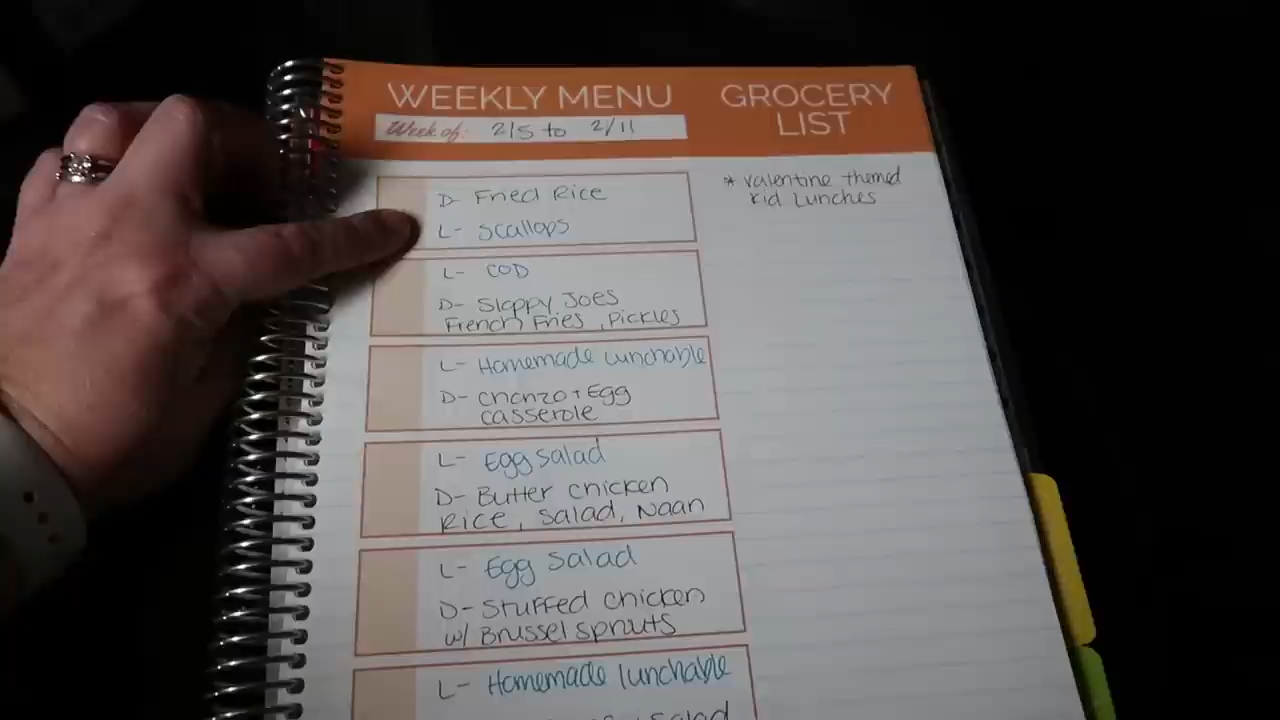 WEEKLY MENU
Week of: 2/5 to 2/11
D- Fried Rice
L- Scallops
L- COD
D- Sloppy Joes
French Fries, Pickles
L- Homemade Lunchable
D- Chorizo + Egg
casserole
L- Egg salad
D- Butter chicken
Rice, Salad, Naan
L- Egg salad
D- Stuffed chicken
w/ Brussel sprouts
L- Homemade lunchable
salad
GROCERY
LIST
* Valentine themed
kid Lunches